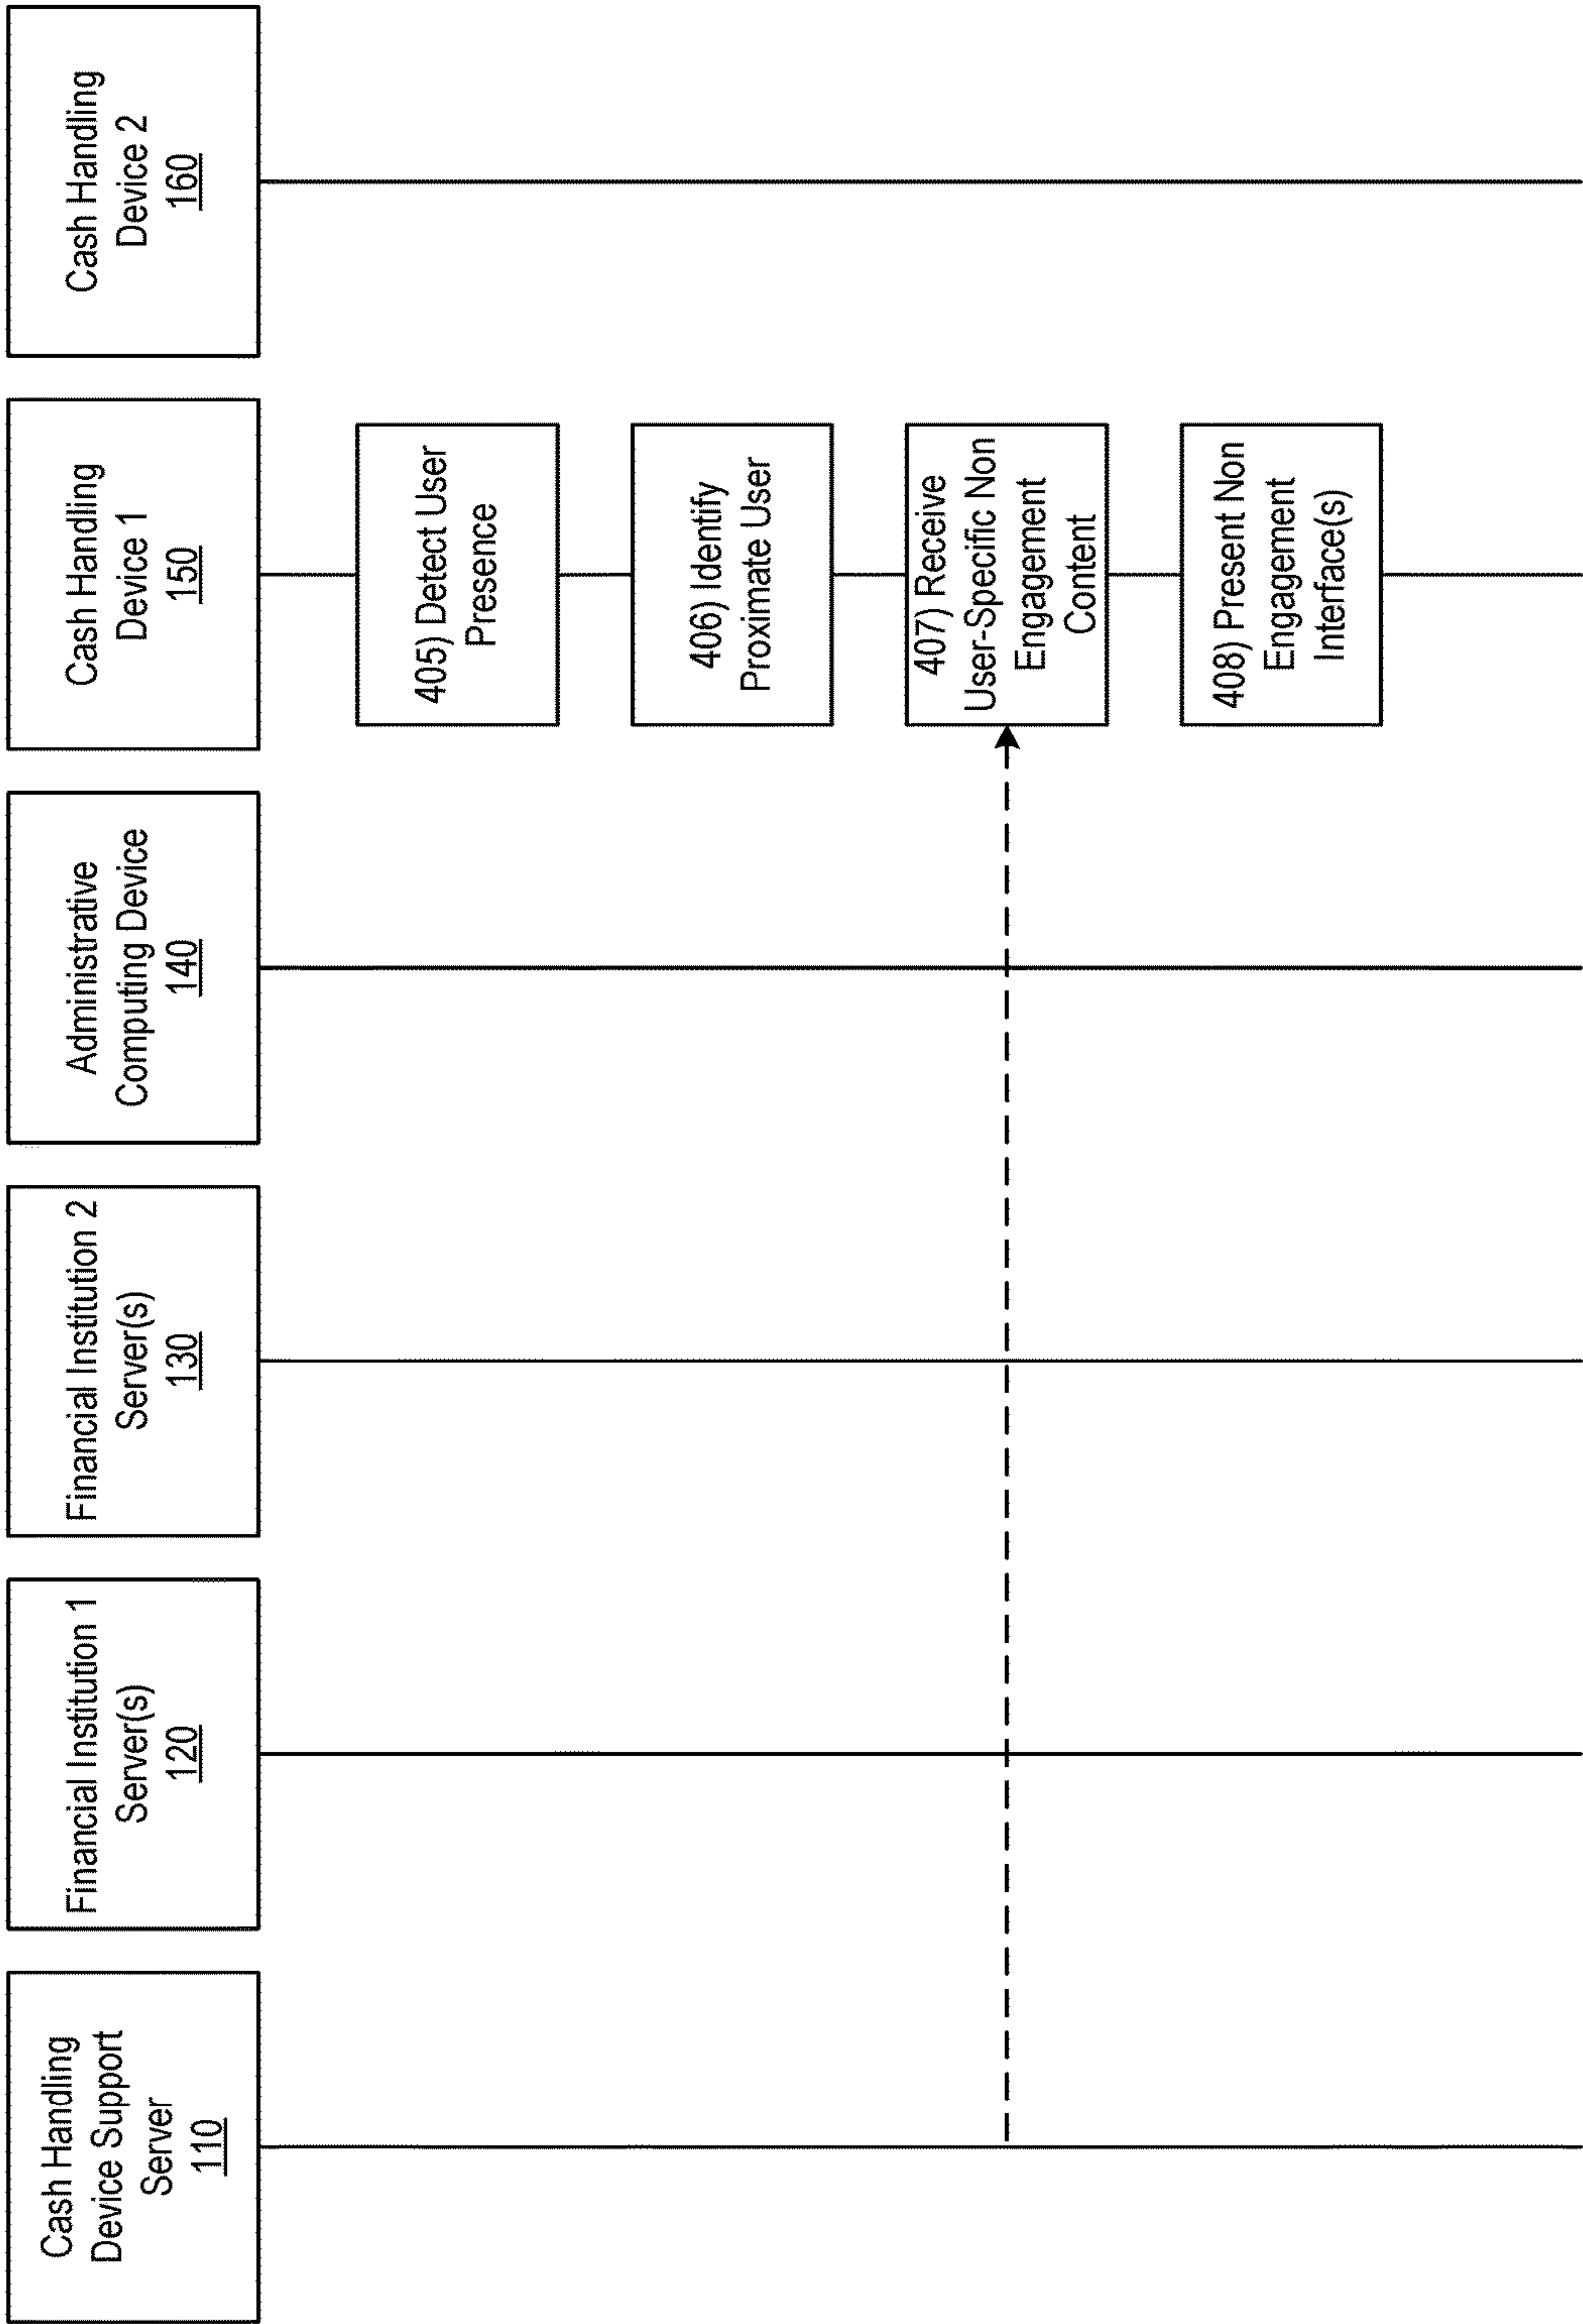 Cash Handling
Device Support
Server
110
Financial Institution 1
Server(s)
120
Financial Institution 2
Server(s)
130
Administrative
Computing Device
140
Cash Handling
Device 1
150
Cash Handling
Device 2
160
405) Detect User
Presence
406) Identify
Proximate User
407) Receive
User-Specific Non
Engagement
Content
408) Present Non
Engagement
Interface(s)